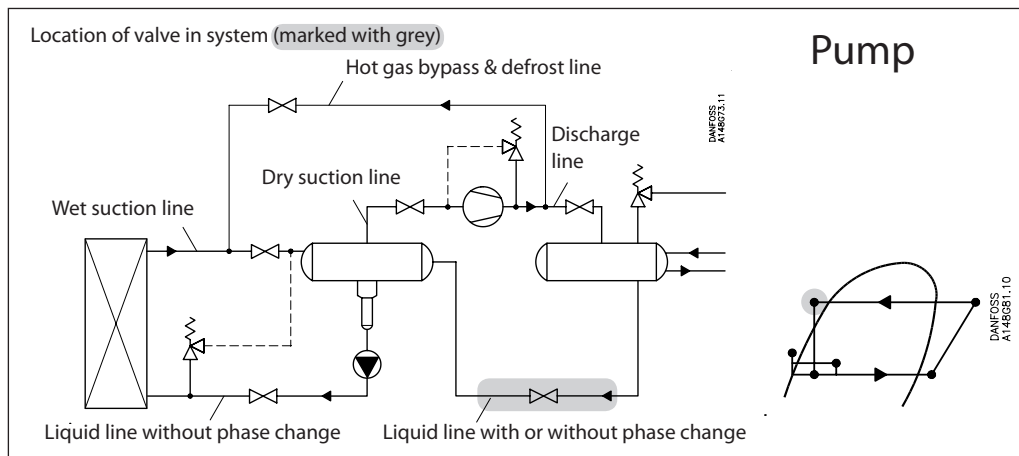 Location of valve in system (marked with grey)
Pump
Hot gas bypass & defrost line
DANFOSS
A148G73.11
Discharge
line
Dry suction line
Wet suction line
DANFOSS
A148G81.10
Liquid line without phase change
Liquid line with or without phase change